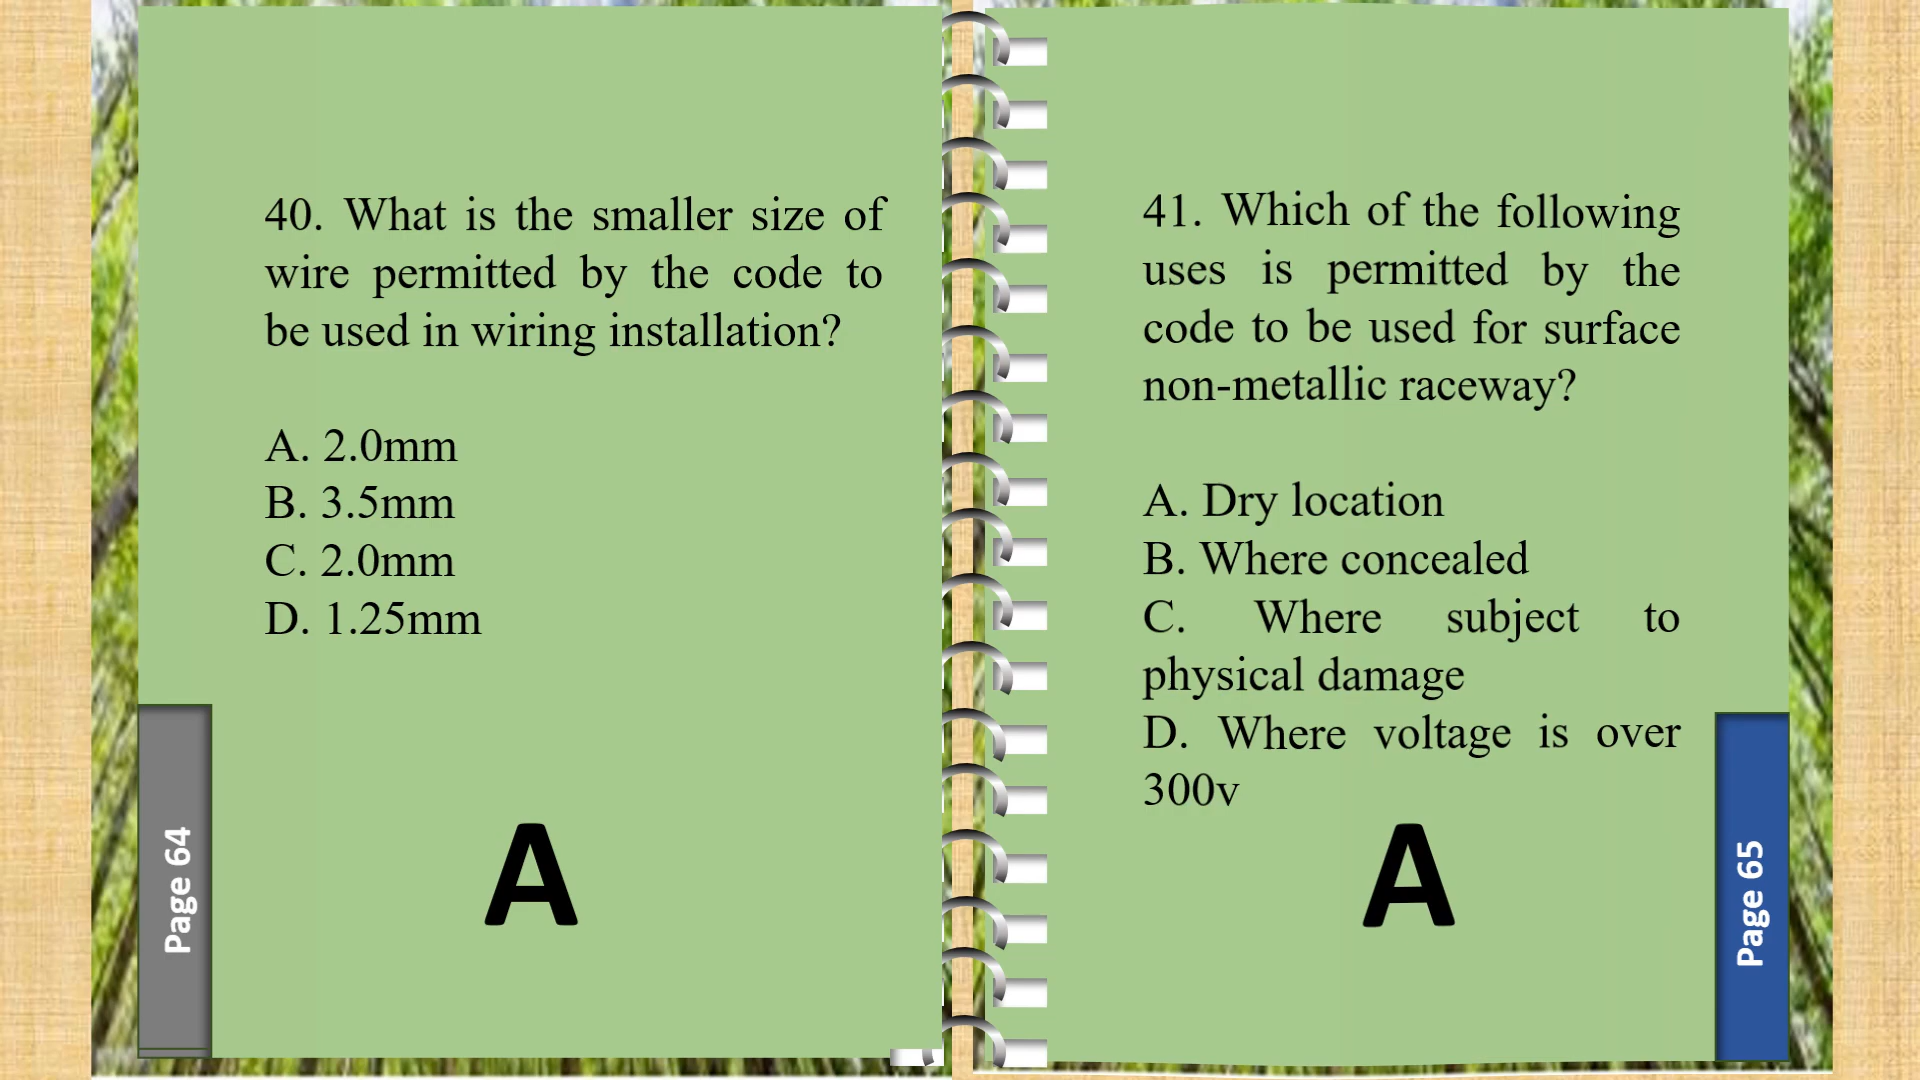 40. What is the smaller size of
wire permitted by the code to
be used in wiring installation?
A. 2.0mm
B. 3.5mm
C. 2.0mm
D. 1.25mm
A
Page 64
41. Which of the following
uses is permitted by the
code to be used for surface
non-metallic raceway?
A. Dry location
B. Where concealed
C. Where subject to
physical damage
D. Where voltage is over
300v
A
Page 65